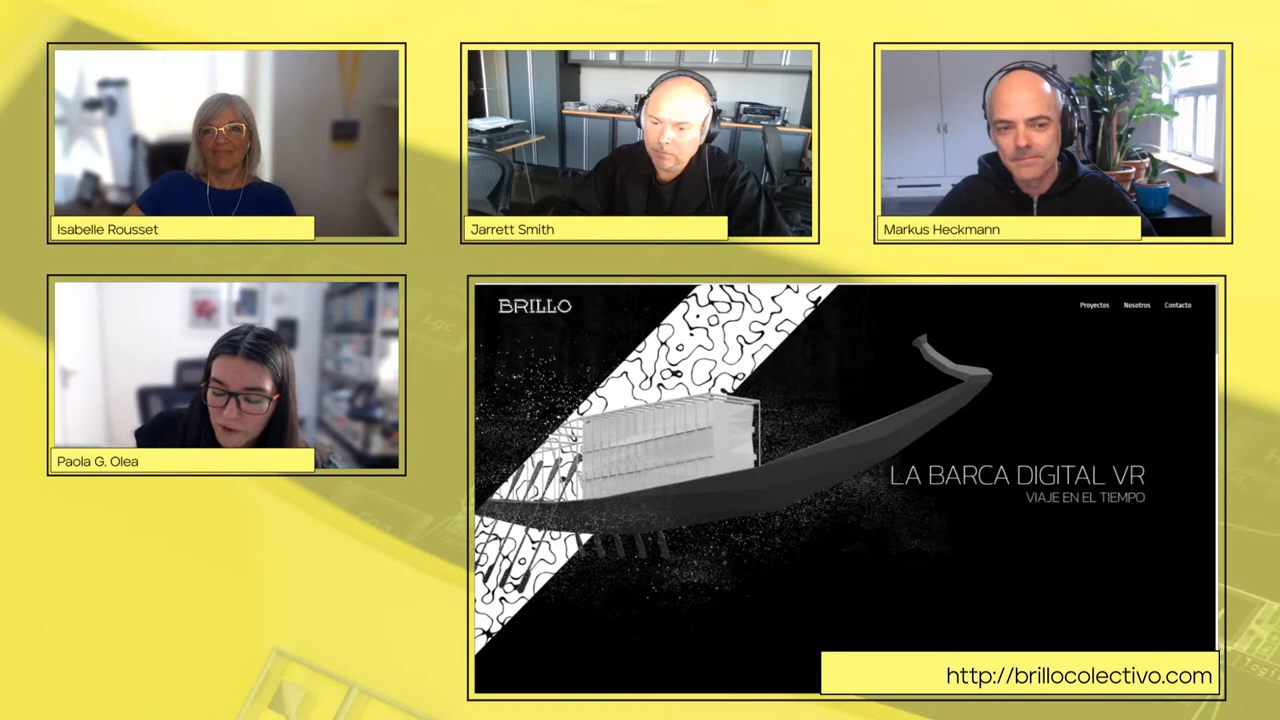 Isabelle Rousset
Jarrett Smith
Markus Heckmann
Paola G. Olea
BRILLO
Proyectos Nosotros Contacto
LA BARCA DIGITAL VR
VIAJE EN EL TIEMPO
http://brillocolectivo.com